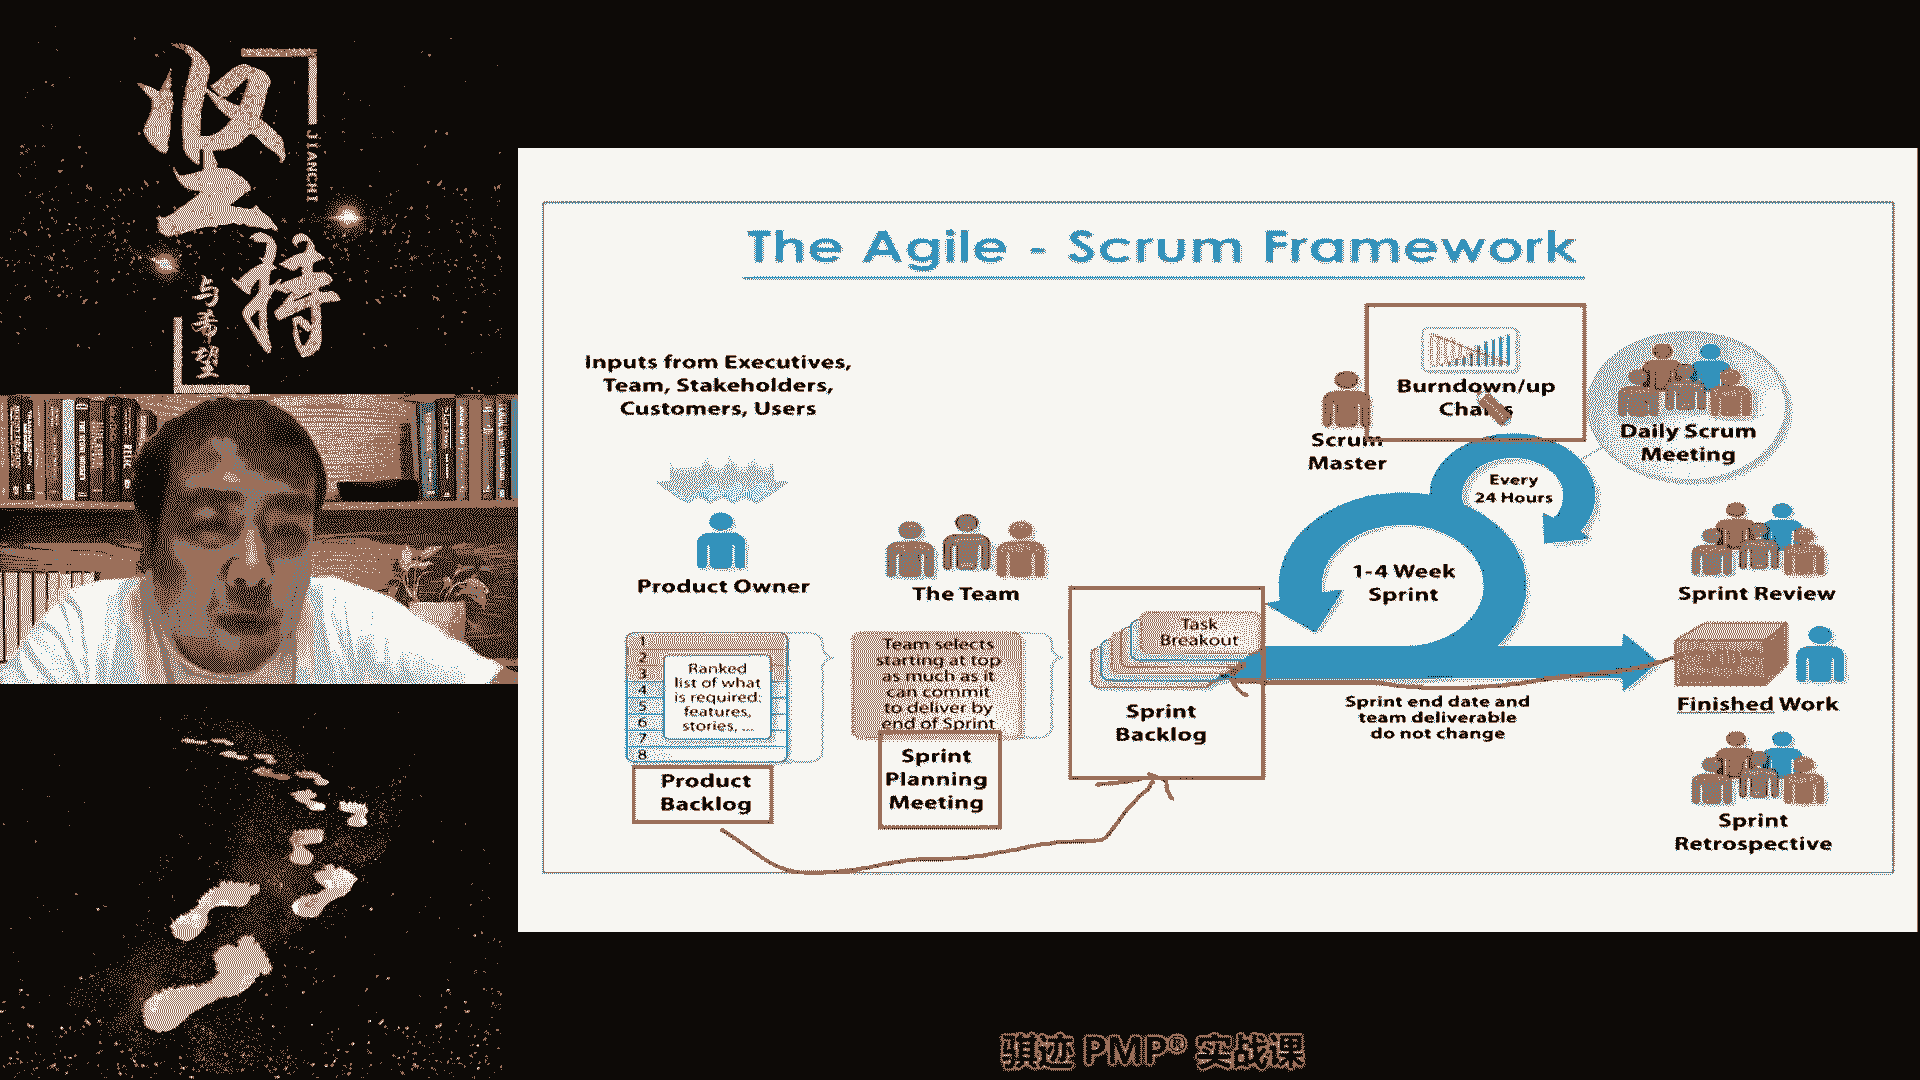 坚持
JIANCHI
与希望
The Agile - Scrum Framework
Inputs from Executives,
Team, Stakeholders,
Customers, Users
Product Owner
The Team
1
2
3
4
5
6
7
8
Ranked
list of what
is required:
features,
stories, ...
Product
Backlog
Team selects
starting at top
as much as it
can commit
to deliver by
end of Sprint
Sprint
Planning
Meeting
Task
Breakout
Sprint
Backlog
Scrum
Master
Burndown/up
Charts
Daily Scrum
Meeting
Every
24 Hours
1-4 Week
Sprint
Sprint end date and
team deliverable
do not change
Sprint Review
Finished Work
Sprint
Retrospective
骐迹 PMP® 实战课